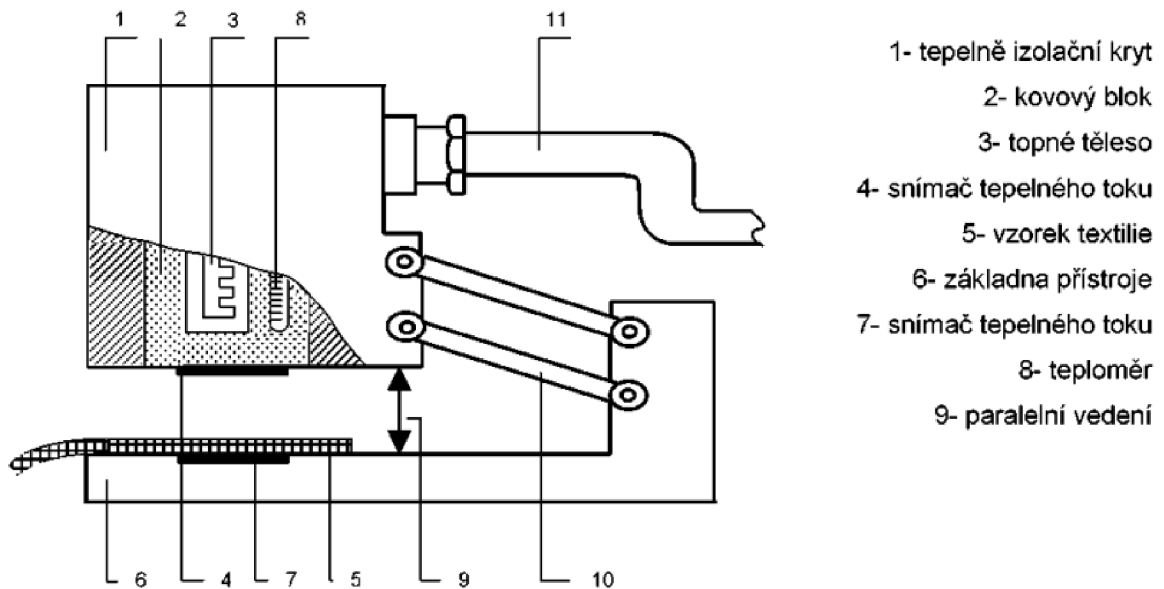 1 2 3 8 11
1- tepelně izolační kryt
2- kovový blok
3- topné těleso
4- snímač tepelného toku
5- vzorek textilie
6- základna přístroje
7- snímač tepelného toku
8- teploměr
9- paralelní vedení
6 4 7 5 9 10